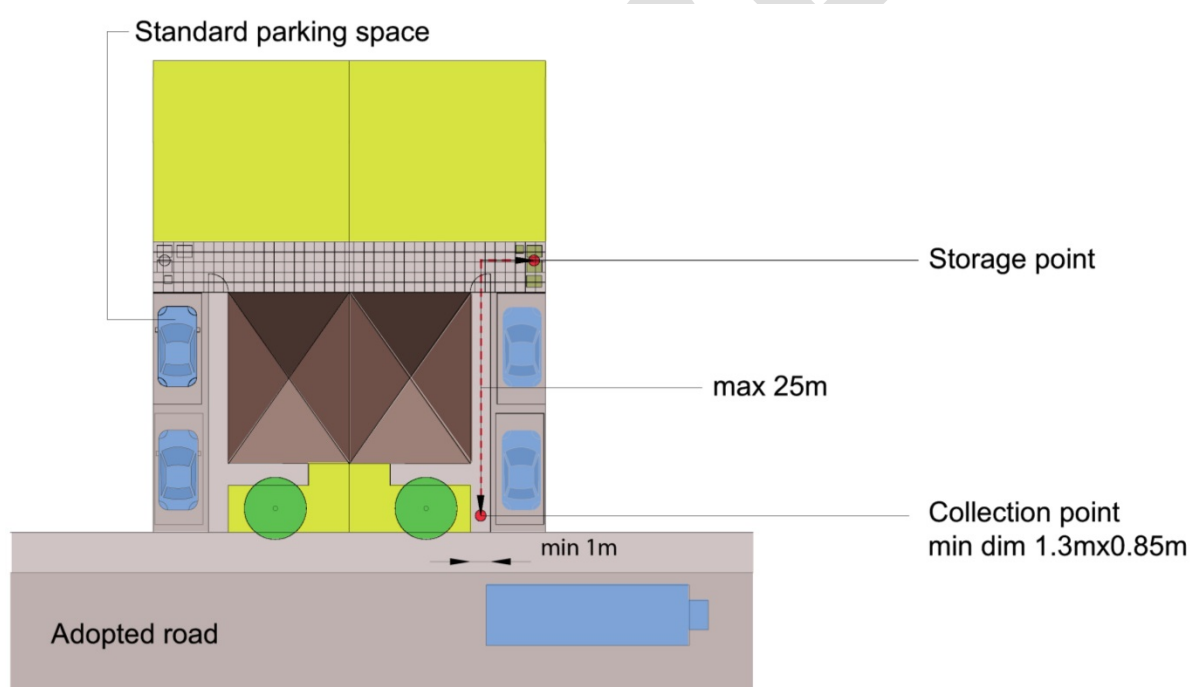 Standard parking space
Storage point
max 25m
Collection point
min dim 1.3mx0.85m
min 1m
Adopted road